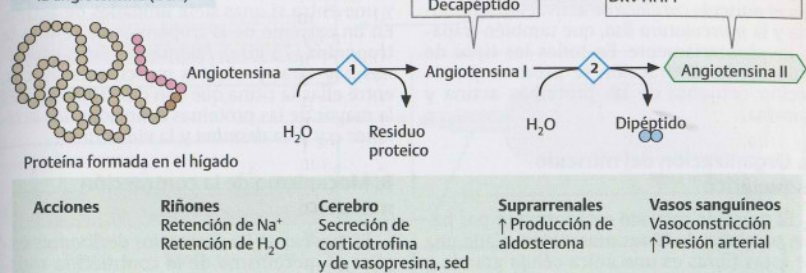 Decapéptido
Angiotensina
1
Angiotensina I
2
Angiotensina II
H₂O
Residuo
proteico
H₂O
Dipéptido
Proteína formada en el hígado
Acciones
Riñones
Retención de Na⁺
Retención de H₂O
Cerebro
Secreción de
corticotrofina
y de vasopresina, sed
Suprarrenales
↑ Producción de
aldosterona
Vasos sanguíneos
Vasoconstricción
↑ Presión arterial